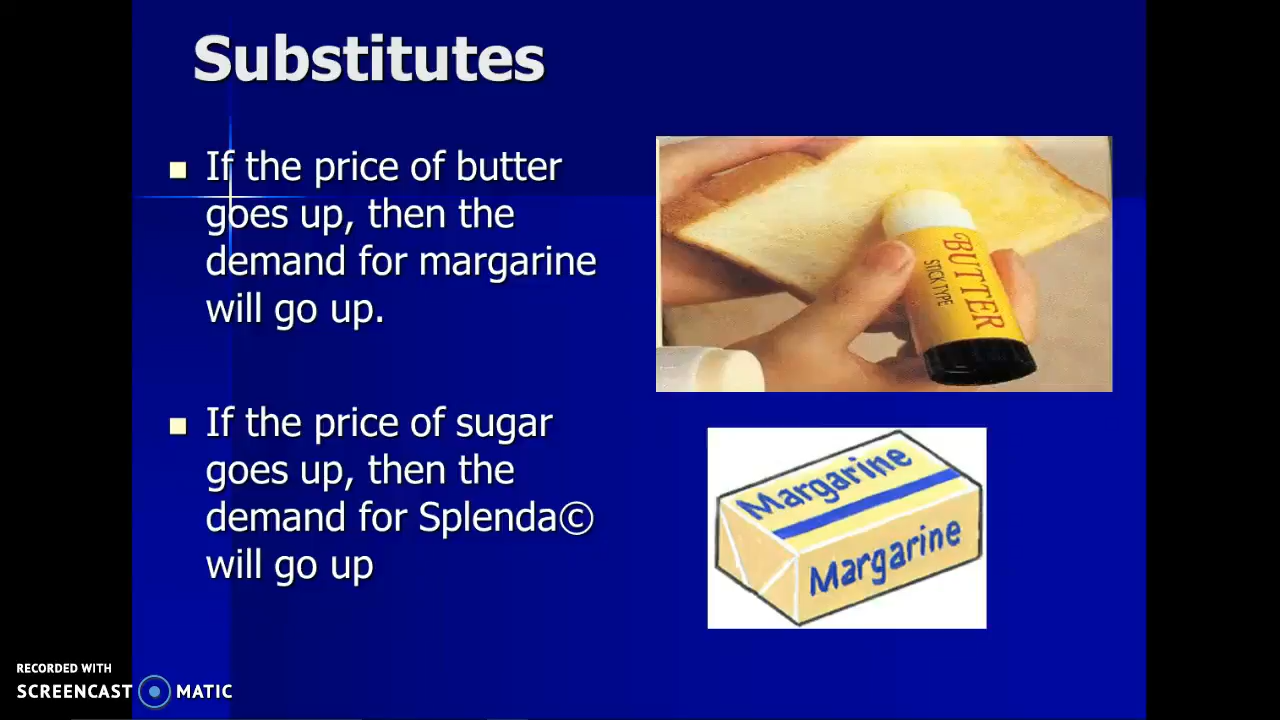 Substitutes
If the price of butter
goes up, then the
demand for margarine
will go up.
If the price of sugar
goes up, then the
demand for Splenda©
will go up
BUTTER
STICK TYPE
Margarine
Margarine
RECORDED WITH
SCREENCAST MATIC